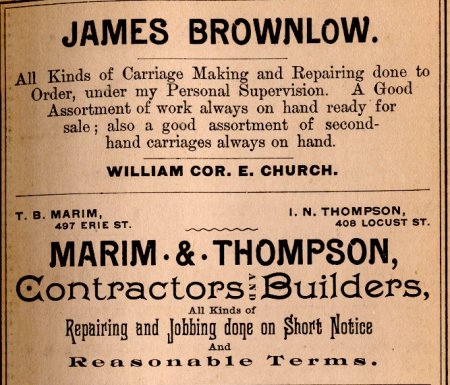 JAMES BROWNLOW.
All Kinds of Carriage Making and Repairing done to
Order, under my Personal Supervision. A Good
Assortment of work always on hand ready for
sale; also a good assortment of second-
hand carriages always on hand.
WILLIAM COR. E. CHURCH.
T. B. MARIM,
497 ERIE ST.
I. N. THOMPSON,
408 LOCUST ST.
MARIM · & · THOMPSON,
Contractors AND Builders,
All Kinds of
Repairing and Jobbing done on Short Notice
And
Reasonable Terms.